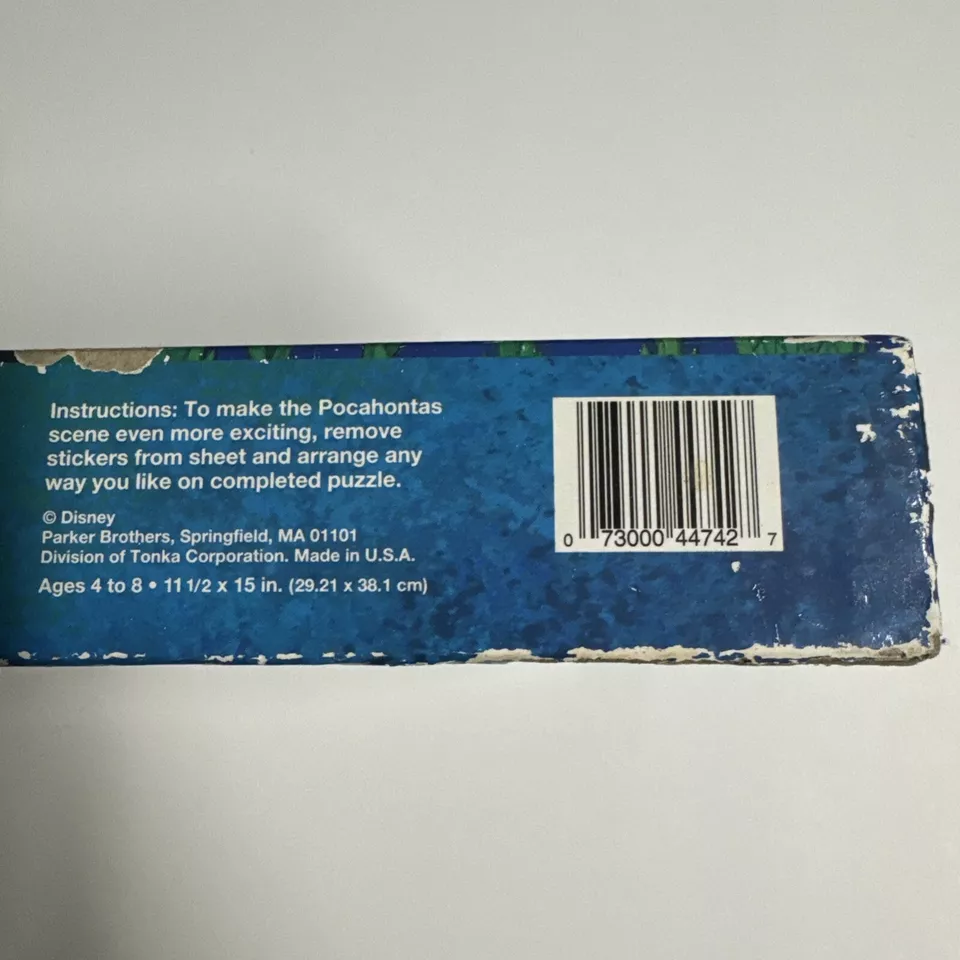 Instructions: To make the Pocahontas
scene even more exciting, remove
stickers from sheet and arrange any
way you like on completed puzzle.
© Disney
Parker Brothers, Springfield, MA 01101
Division of Tonka Corporation. Made in U.S.A.
Ages 4 to 8 • 11 1/2 x 15 in. (29.21 x 38.1 cm)
0 73000 44742 7